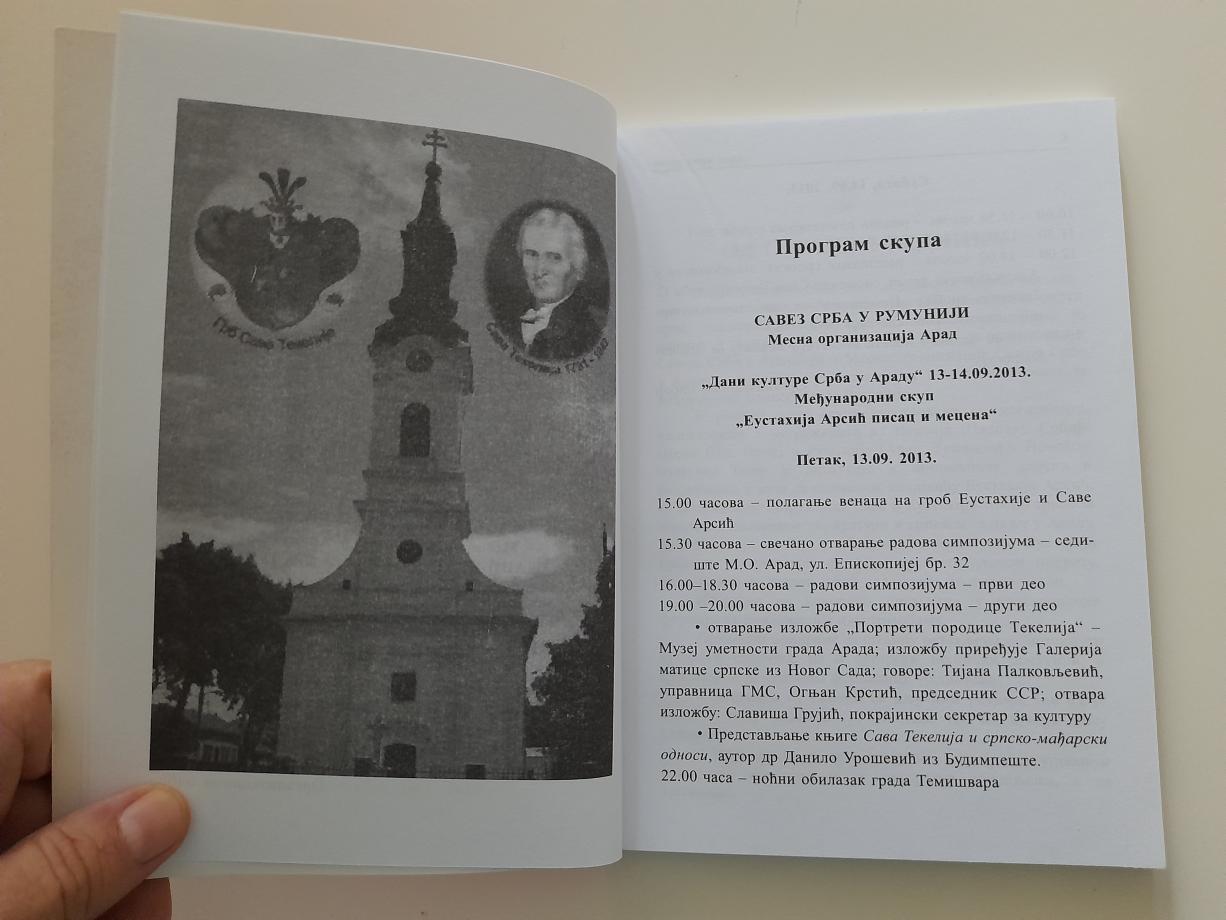 Грб Саве Текелије
Сава Текелија 1761-1842
Програм скупа
САВЕЗ СРБА У РУМУНИЈИ
Месна организација Арад
„Дани културе Срба у Араду“ 13-14.09.2013.
Међународни скуп
„Еустахија Арсић писац и мецена“
Петак, 13.09. 2013.
15.00 часова – полагање венаца на гроб Еустахије и Саве
Арсић
15.30 часова – свечано отварање радова симпозијума – седи-
ште М.О. Арад, ул. Епископијеј бр. 32
16.00–18.30 часова – радови симпозијума – први део
19.00 –20.00 часова – радови симпозијума – други део
• отварање изложбе „Портрети породице Текелија“ –
Музеј уметности града Арада; изложбу приређује Галерија
матице српске из Новог Сада; говоре: Тијана Палковљевић,
управница ГМС, Огњан Крстић, председник ССР; отвара
изложбу: Славиша Грујић, покрајински секретар за културу
• Представљање књиге Сава Текелија и српско-мађарски
односи, аутор др Данило Урошевић из Будимпеште.
22.00 часа – ноћни обилазак града Темишвара